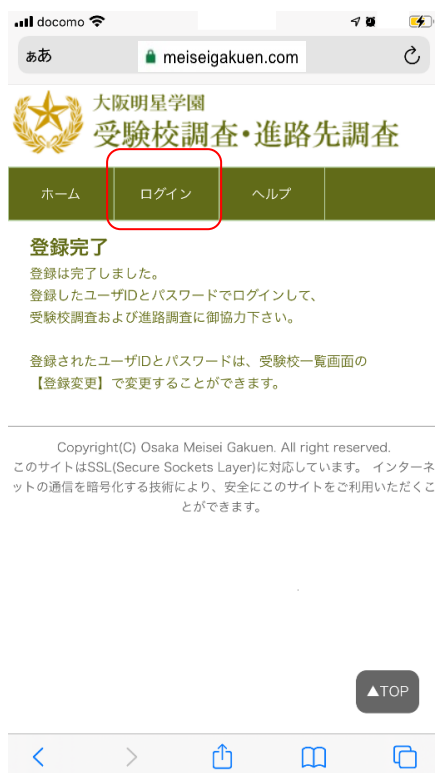 docomo
ああ
meiseigakuen.com
大阪明星学園
受験校調査・進路先調査
ホーム
ログイン
ヘルプ
登録完了
登録は完了しました。
登録したユーザIDとパスワードでログインして、
受験校調査および進路調査に御協力下さい。
登録されたユーザIDとパスワードは、受験校一覧画面の
【登録変更】で変更することができます。
Copyright(C) Osaka Meisei Gakuen. All right reserved.
このサイトはSSL(Secure Sockets Layer)に対応しています。 インターネ
ットの通信を暗号化する技術により、安全にこのサイトをご利用いただくこ
とができます。
▲TOP